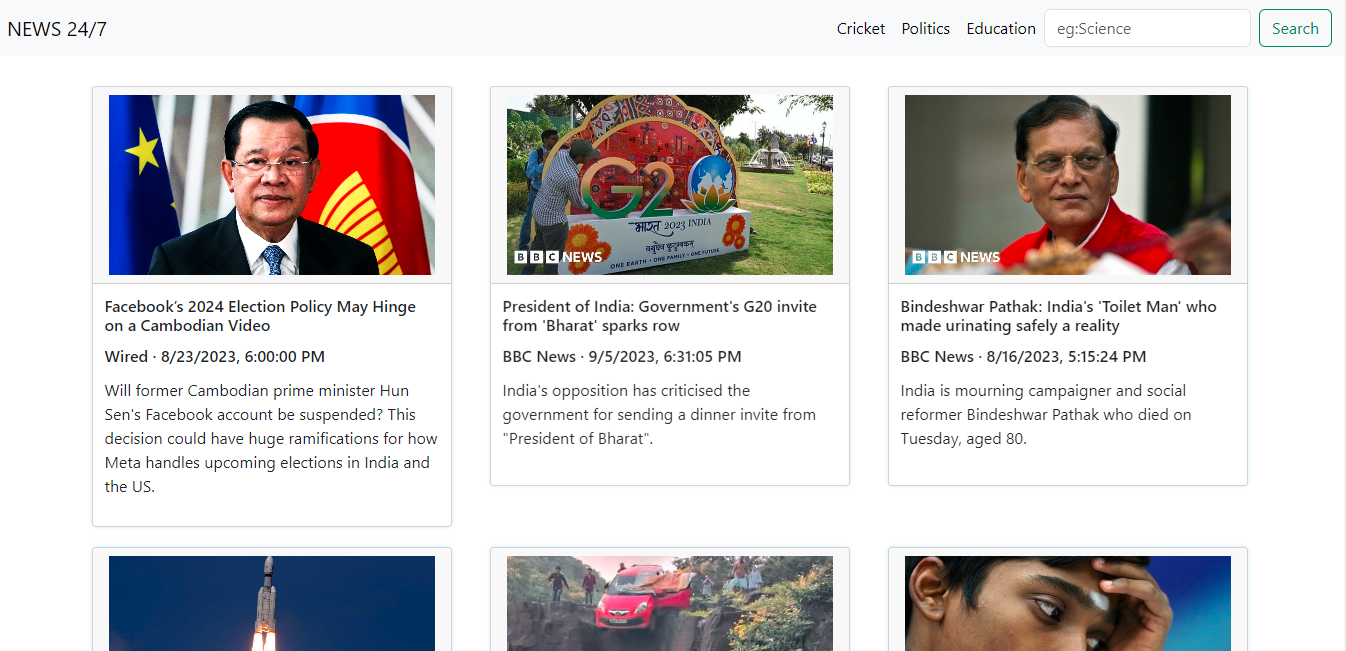 NEWS 24/7
Cricket
Politics
Education
eg:Science
Search
Facebook's 2024 Election Policy May Hinge
on a Cambodian Video
Wired · 8/23/2023, 6:00:00 PM
Will former Cambodian prime minister Hun
Sen's Facebook account be suspended? This
decision could have huge ramifications for how
Meta handles upcoming elections in India and
the US.
G2
भारत 2023 INDIA
वसुधैव कुटुम्बकम्
ONE EARTH • ONE FAMILY • ONE FUTURE
BBC NEWS
President of India: Government's G20 invite
from 'Bharat' sparks row
BBC News · 9/5/2023, 6:31:05 PM
India's opposition has criticised the
government for sending a dinner invite from
"President of Bharat".
BBC NEWS
Bindeshwar Pathak: India's 'Toilet Man' who
made urinating safely a reality
BBC News · 8/16/2023, 5:15:24 PM
India is mourning campaigner and social
reformer Bindeshwar Pathak who died on
Tuesday, aged 80.